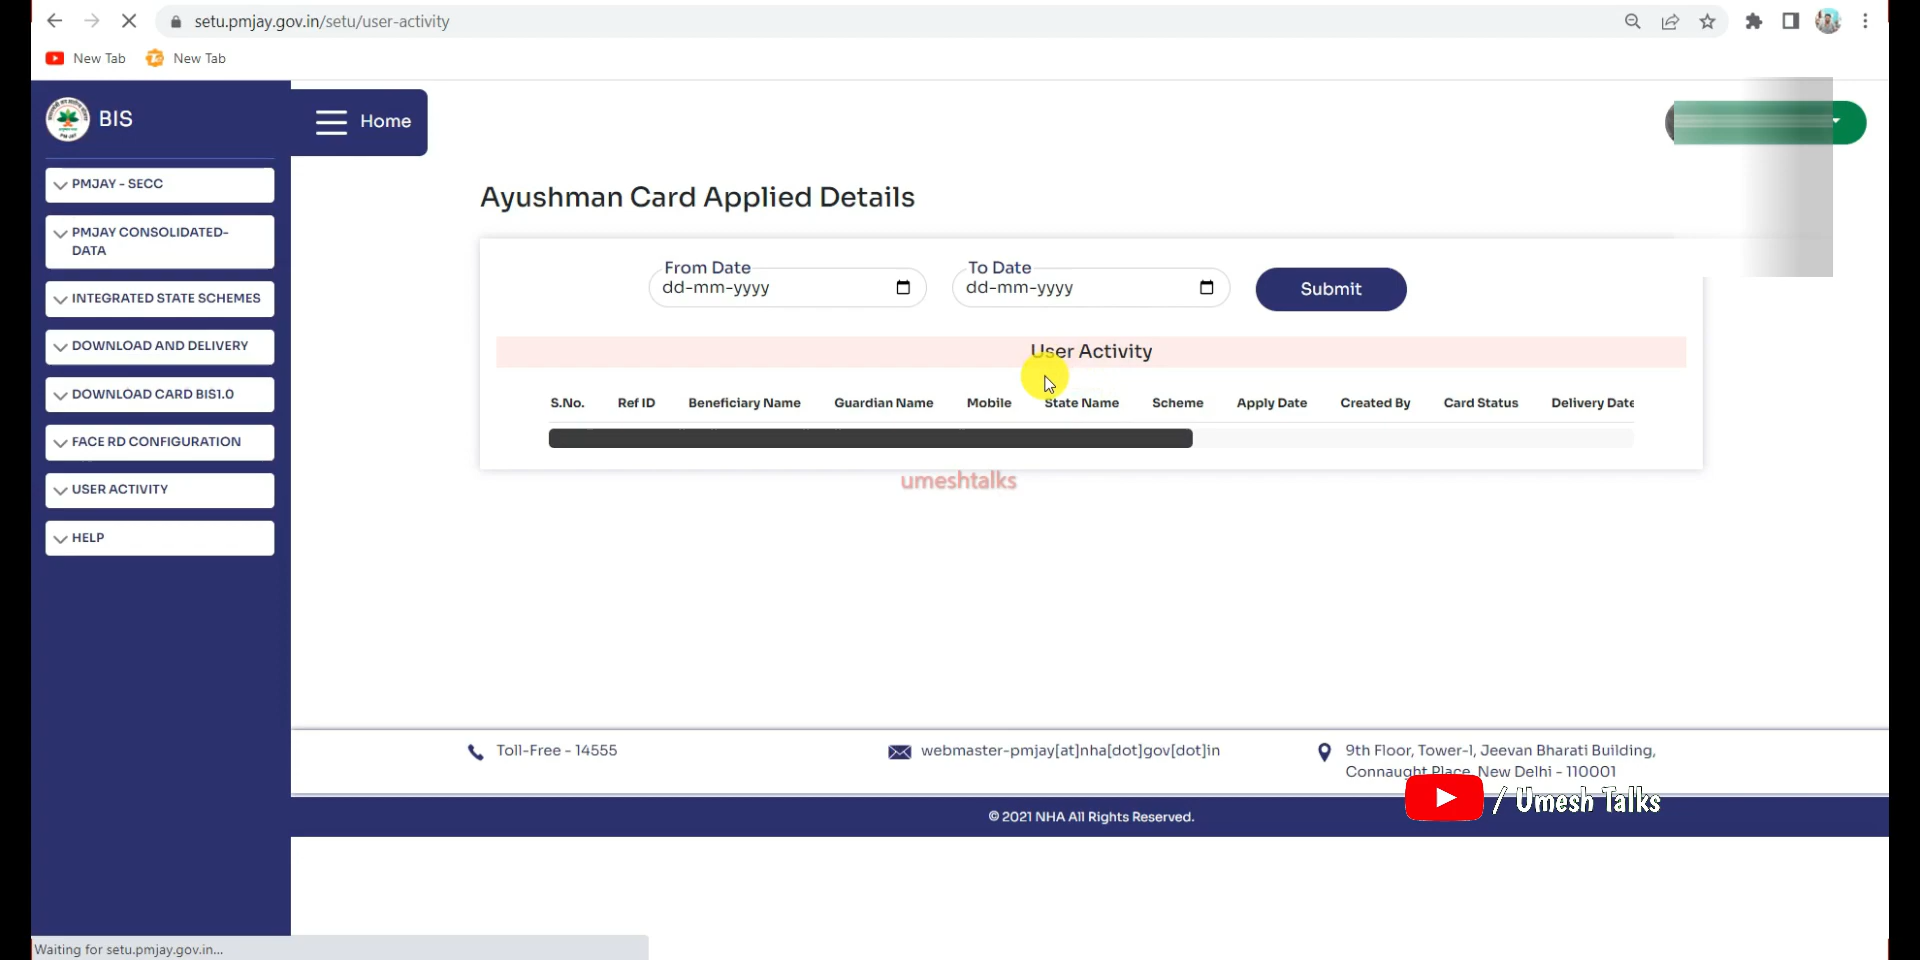 setu.pmjay.gov.in/setu/user-activity
New Tab
New Tab
BIS
Home
PMJAY - SECC
PMJAY CONSOLIDATED-
DATA
INTEGRATED STATE SCHEMES
DOWNLOAD AND DELIVERY
DOWNLOAD CARD BIS1.0
FACE RD CONFIGURATION
USER ACTIVITY
HELP
Ayushman Card Applied Details
From Date
dd-mm-yyyy
To Date
dd-mm-yyyy
Submit
User Activity
S.No. Ref ID Beneficiary Name Guardian Name Mobile State Name Scheme Apply Date Created By Card Status Delivery Date
umeshtalks
Toll-Free - 14555
webmaster-pmjay[at]nha[dot]gov[dot]in
9th Floor, Tower-l, Jeevan Bharati Building,
Connaught Place, New Delhi - 110001
/ Umesh Talks
© 2021 NHA All Rights Reserved.
Waiting for setu.pmjay.gov.in...